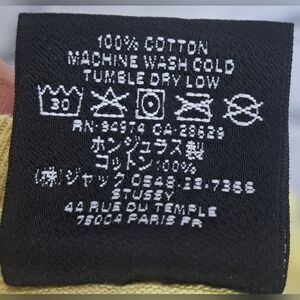 100% COTTON
MACHINE WASH COLD
TUMBLE DRY LOW
30
RN-94974 CA-28629
ホンジュラス製
コットン100%
(株)ジャック 0548-23-7366
STUSSY
44 RUE DU TEMPLE
75004 PARIS FR